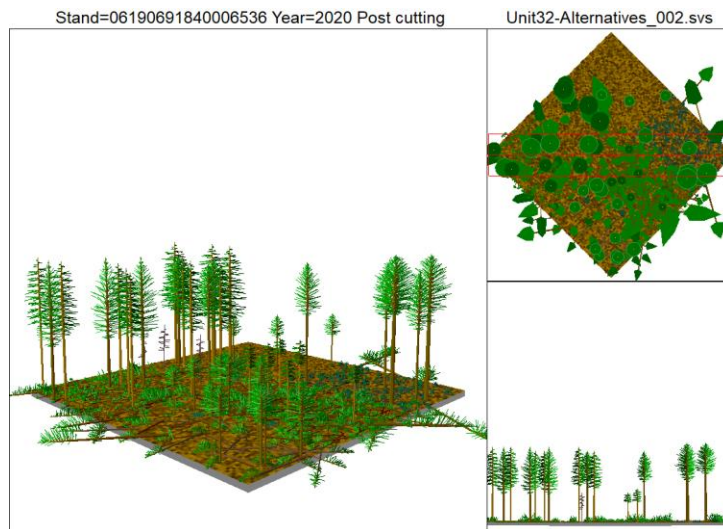 Stand=06190691840006536 Year=2020 Post cutting
Unit32-Alternatives_002.svs